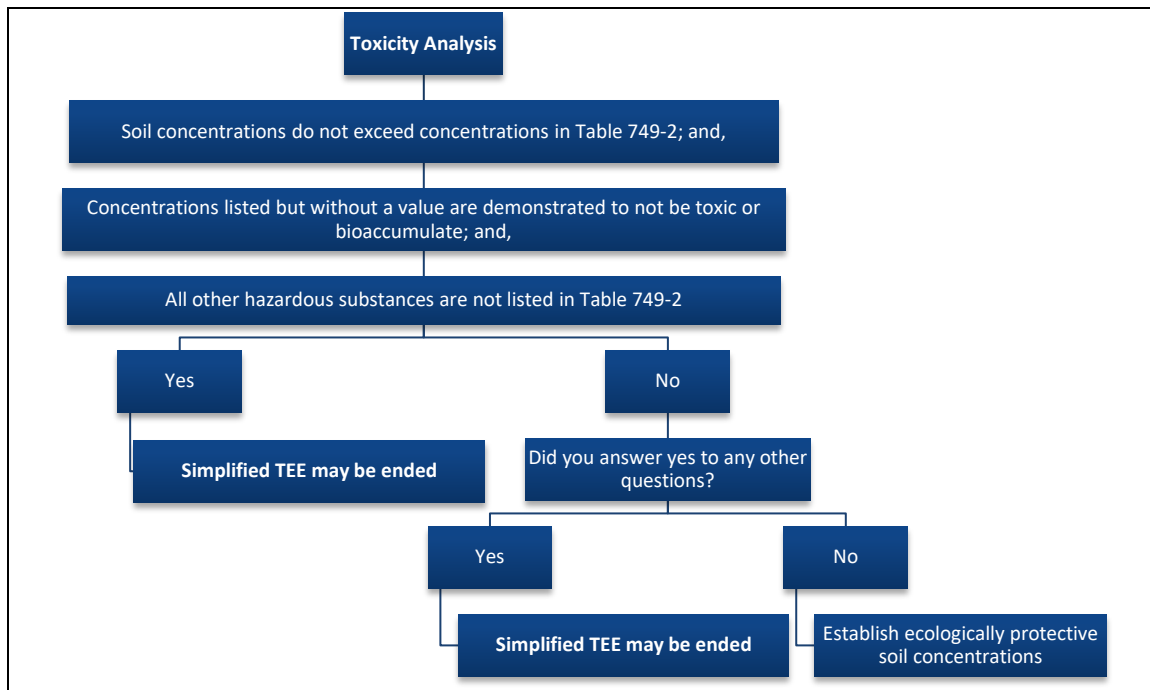 Toxicity Analysis
Soil concentrations do not exceed concentrations in Table 749-2; and,
Concentrations listed but without a value are demonstrated to not be toxic or
bioaccumulate; and,
All other hazardous substances are not listed in Table 749-2
Yes
No
Simplified TEE may be ended
Did you answer yes to any other
questions?
Yes
No
Simplified TEE may be ended
Establish ecologically protective
soil concentrations